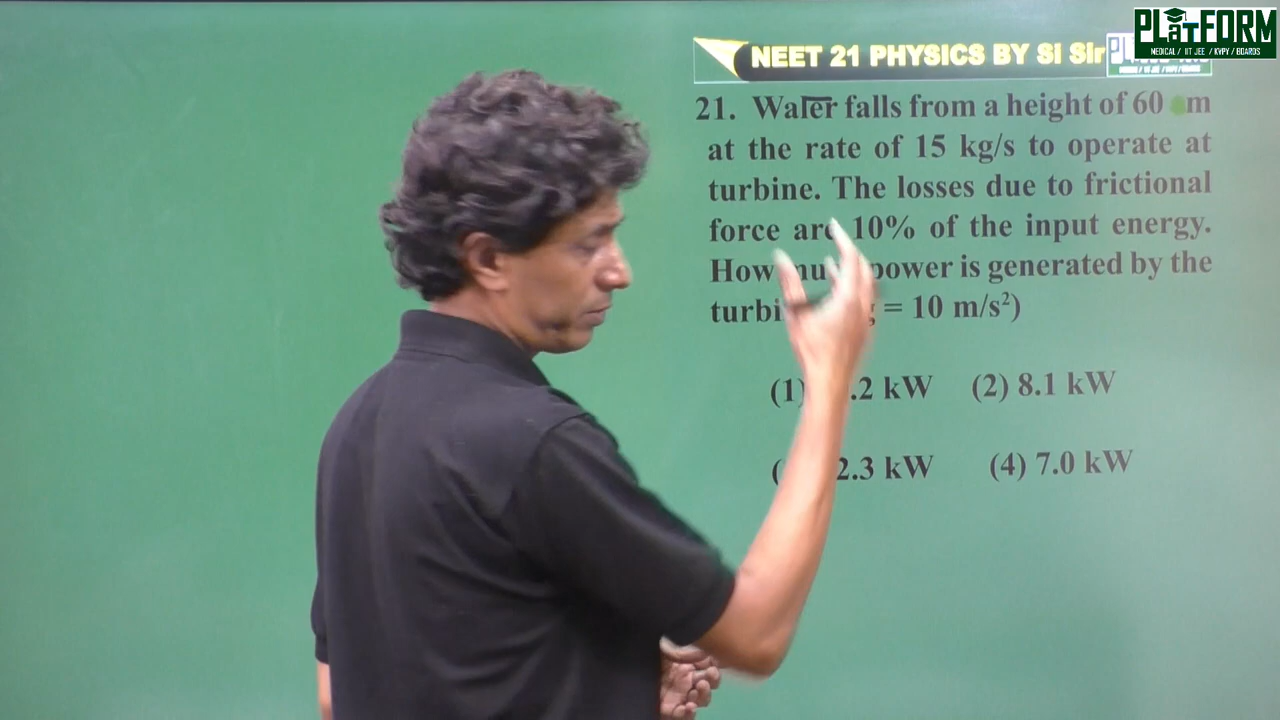 PLatFORM
MEDICAL / IIT JEE / KVPY / BOARDS
NEET 21 PHYSICS BY Si Sir
21. Water falls from a height of 60 m
at the rate of 15 kg/s to operate at
turbine. The losses due to frictional
force are 10% of the input energy.
How power is generated by the
= 10 m/s²)
(1) .2 kW (2) 8.1 kW
2.3 kW (4) 7.0 kW